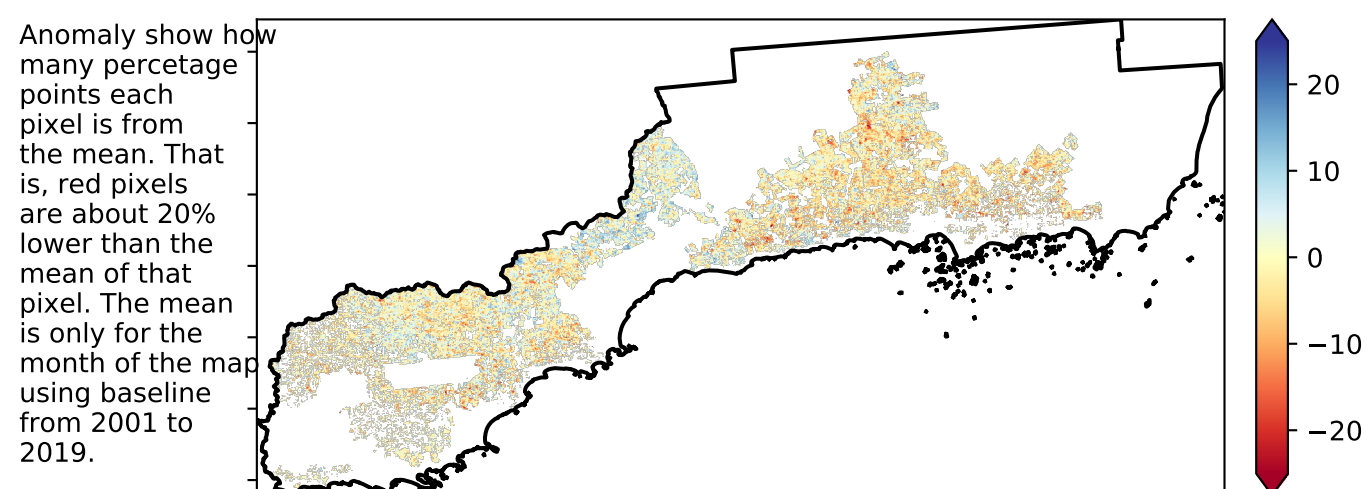 Anomaly show how
many percetage
points each
pixel is from
the mean. That
is, red pixels
are about 20%
lower than the
mean of that
pixel. The mean
is only for the
month of the map
using baseline
from 2001 to
2019.
20
10
0
−10
−20